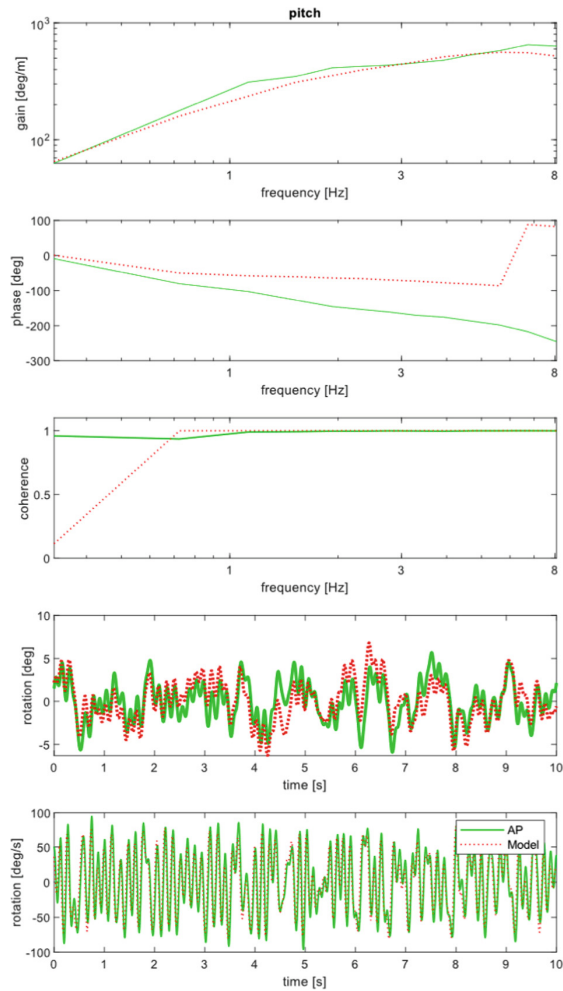 pitch
10³
10²
gain [deg/m]
1
3
8
frequency [Hz]
100
0
-100
-200
-300
phase [deg]
1
3
8
frequency [Hz]
1
0.5
0
coherence
1
3
8
frequency [Hz]
10
5
0
-5
rotation [deg]
0 1 2 3 4 5 6 7 8 9 10
time [s]
100
50
0
-50
-100
rotation [deg/s]
AP
Model
0 1 2 3 4 5 6 7 8 9 10
time [s]